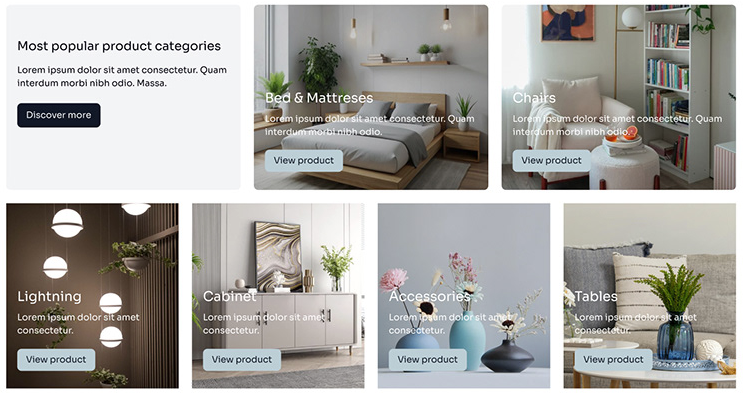 Most popular product categories
Lorem ipsum dolor sit amet consectetur. Quam
interdum morbi nibh odio. Massa.
Discover more
Bed & Mattreses
Lorem ipsum dolor sit amet consectetur. Quam
interdum morbi nibh odio.
View product
Chairs
Lorem ipsum dolor sit amet consectetur. Quam
interdum morbi nibh odio.
View product
Lightning
Lorem ipsum dolor sit amet
consectetur.
View product
Cabinet
Lorem ipsum dolor sit amet
consectetur.
View product
Accessories
Lorem ipsum dolor sit amet
consectetur.
View product
Tables
Lorem ipsum dolor sit amet
consectetur.
View product